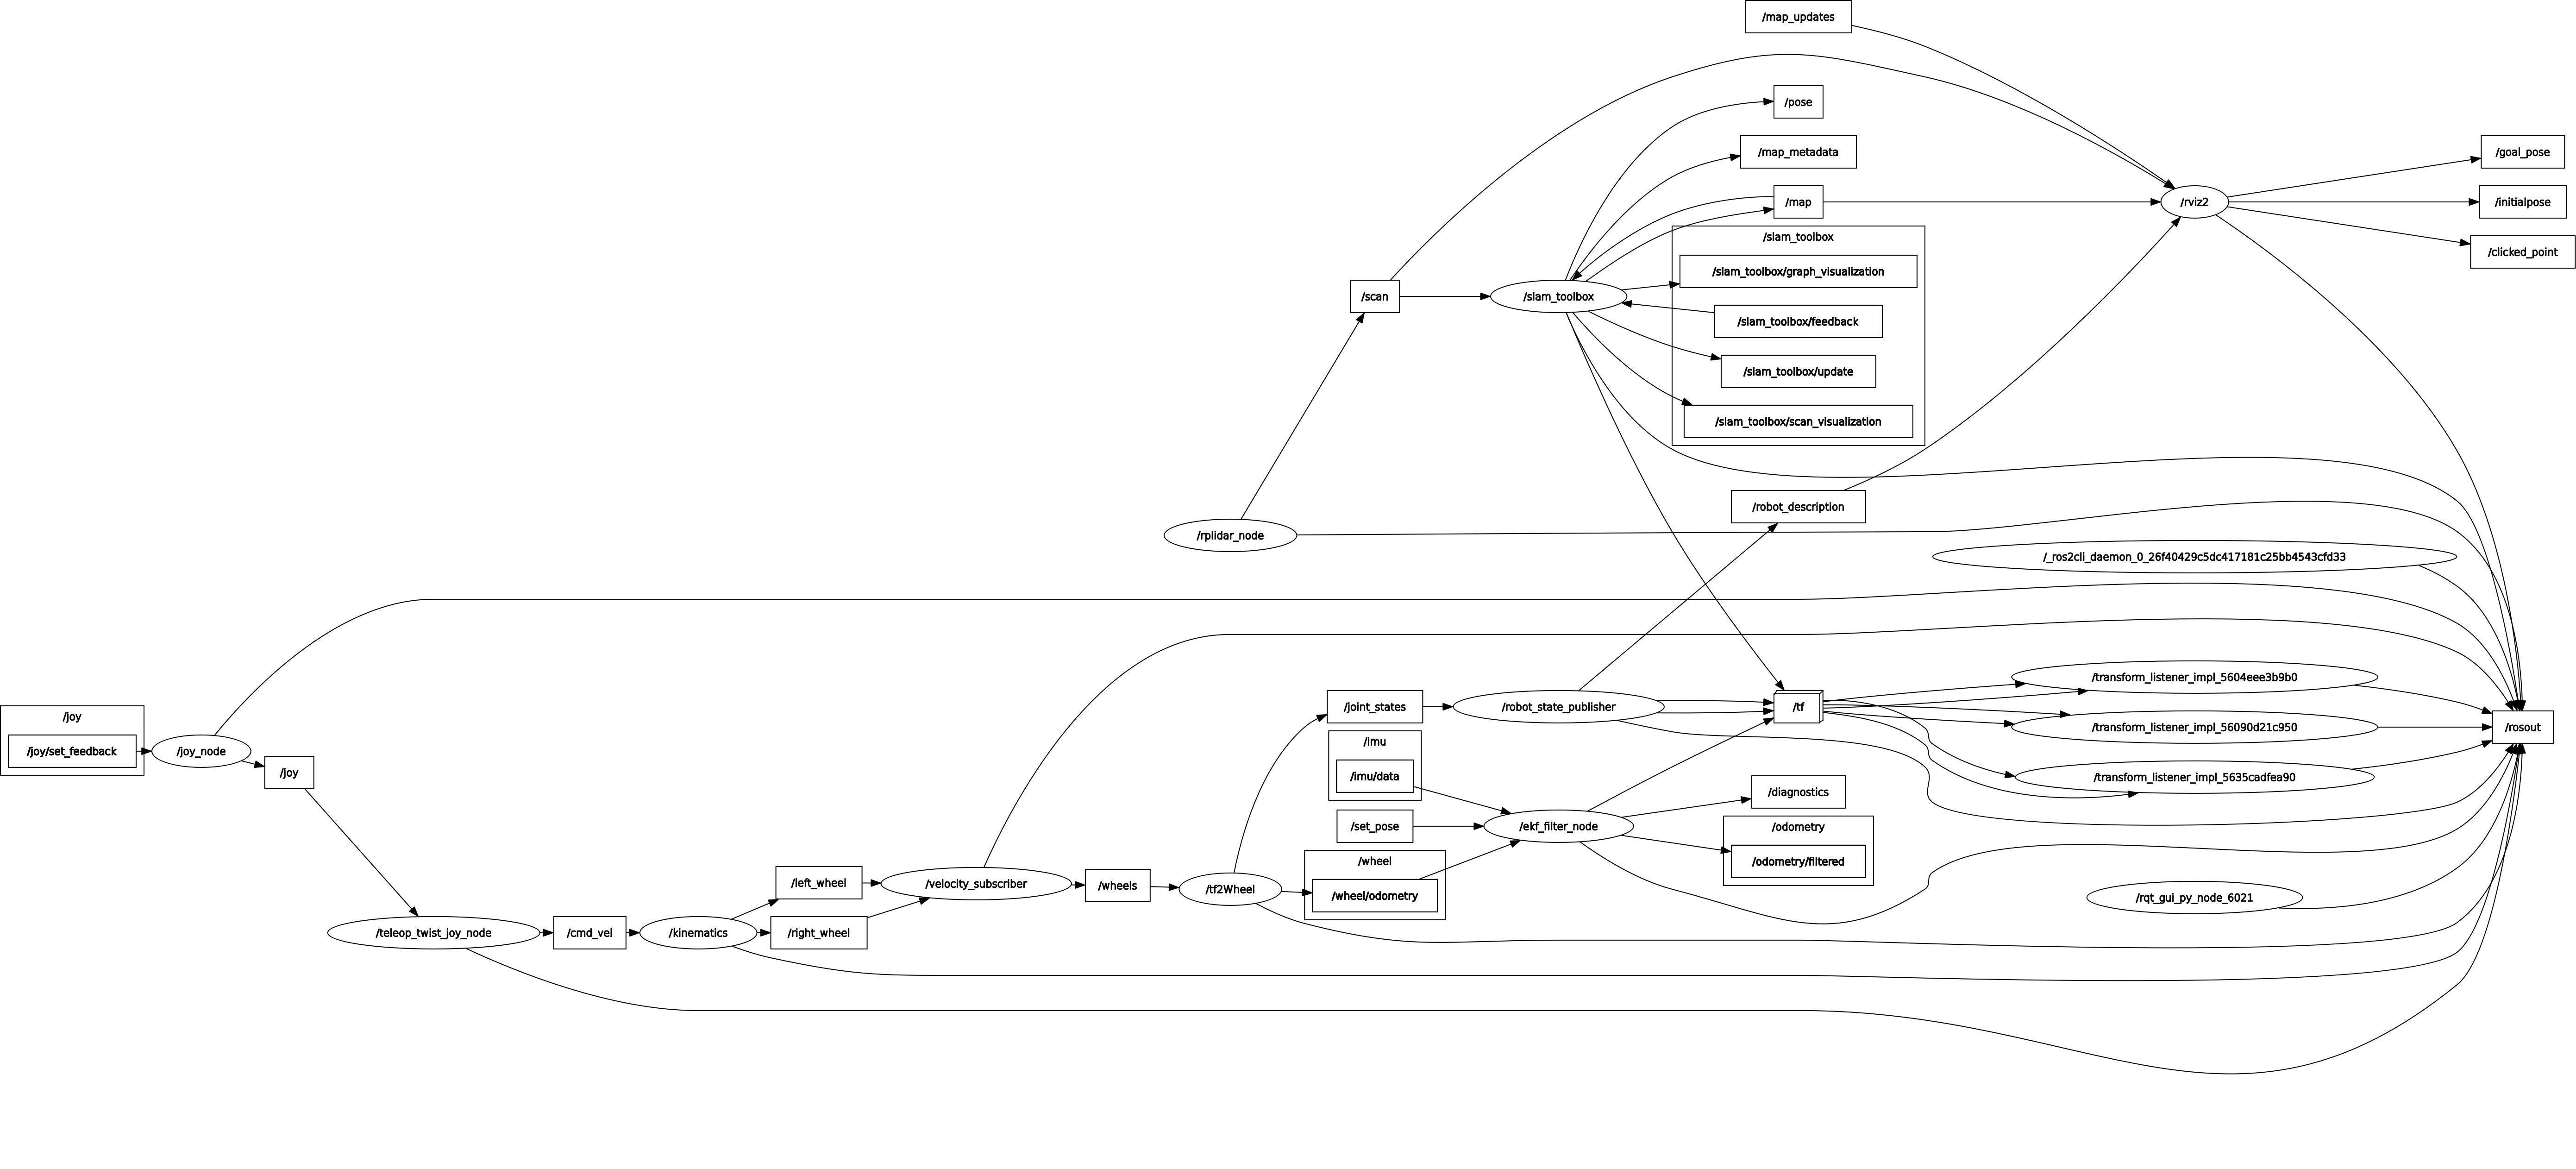 /map_updates
/pose
/map_metadata
/goal_pose
/map
/rviz2
/initialpose
/slam_toolbox
/clicked_point
/slam_toolbox/graph_visualization
/scan
/slam_toolbox
/slam_toolbox/feedback
/slam_toolbox/update
/slam_toolbox/scan_visualization
/robot_description
/rplidar_node
/_ros2cli_daemon_0_26f40429c5dc417181c25bb4543cfd33
/transform_listener_impl_5604eee3b9b0
/joint_states
/robot_state_publisher
/tf
/joy
/transform_listener_impl_56090d21c950
/rosout
/imu
/joy/set_feedback
/joy_node
/joy
/imu/data
/transform_listener_impl_5635cadfea90
/diagnostics
/set_pose
/ekf_filter_node
/odometry
/wheel
/odometry/filtered
/left_wheel
/velocity_subscriber
/wheels
/tf2Wheel
/wheel/odometry
/rqt_gui_py_node_6021
/teleop_twist_joy_node
/cmd_vel
/kinematics
/right_wheel